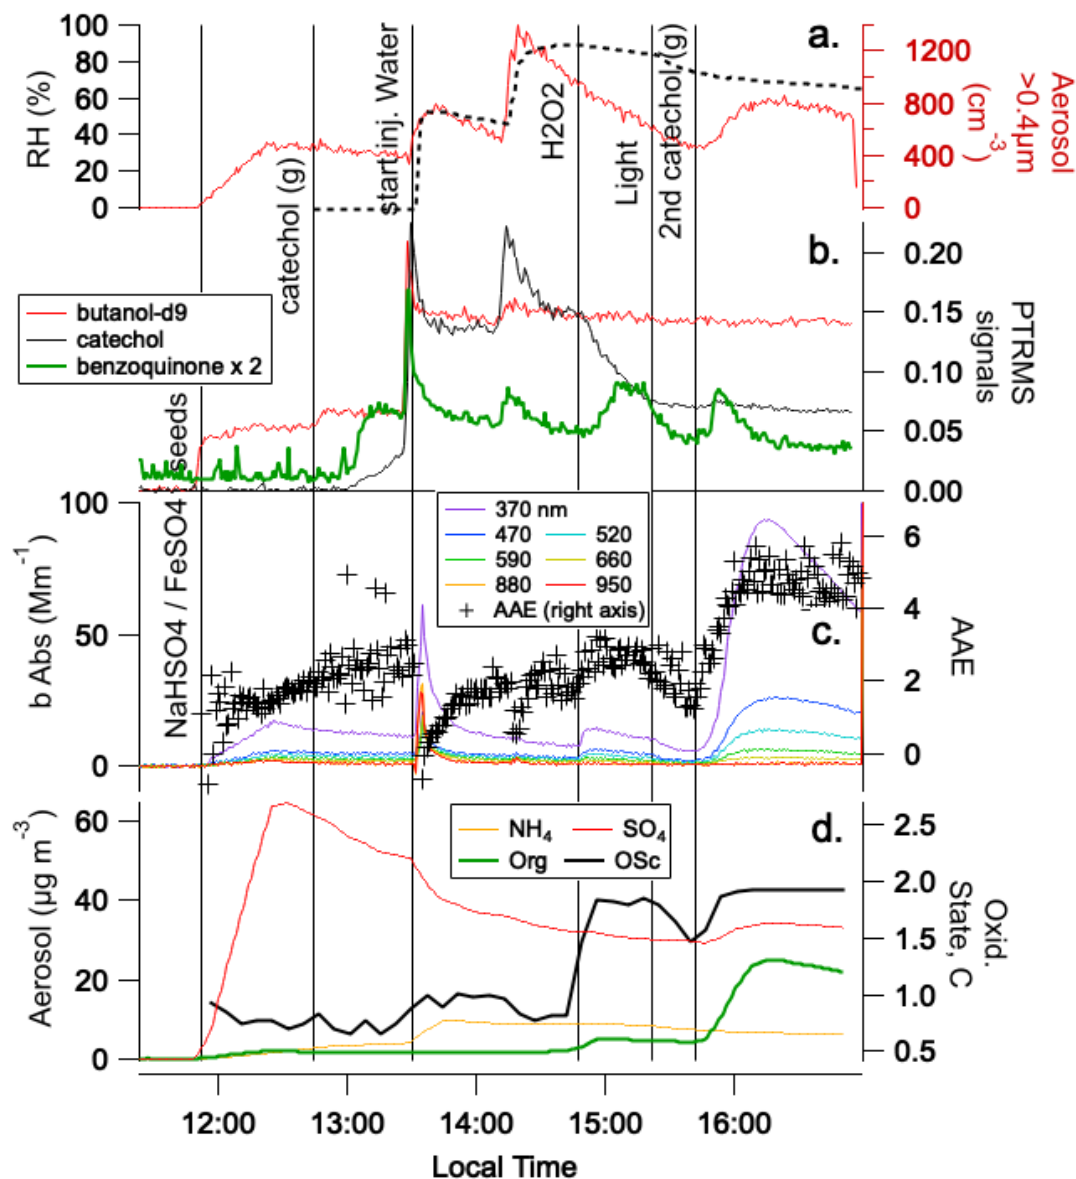 100
80
60
40
20
0
RH (%)
a.
1200
800
400
0
Aerosol
>0.4µm
(cm-3)
catechol (g)
start inj. Water
H2O2
Light
2nd catechol (g)
b.
0.20
0.15
0.10
0.05
0.00
PTRMS
signals
butanol-d9
catechol
benzoquinone x 2
NaHSO4 / FeSO4 seeds
100
50
0
b Abs (Mm-1)
370 nm
470 520
590 660
880 950
AAE (right axis)
6
4
2
0
AAE
c.
60
40
20
0
Aerosol (µg m-3)
NH4 SO4
Org OSc
d.
2.5
2.0
1.5
1.0
0.5
Oxid.
State, C
12:00 13:00 14:00 15:00 16:00
Local Time